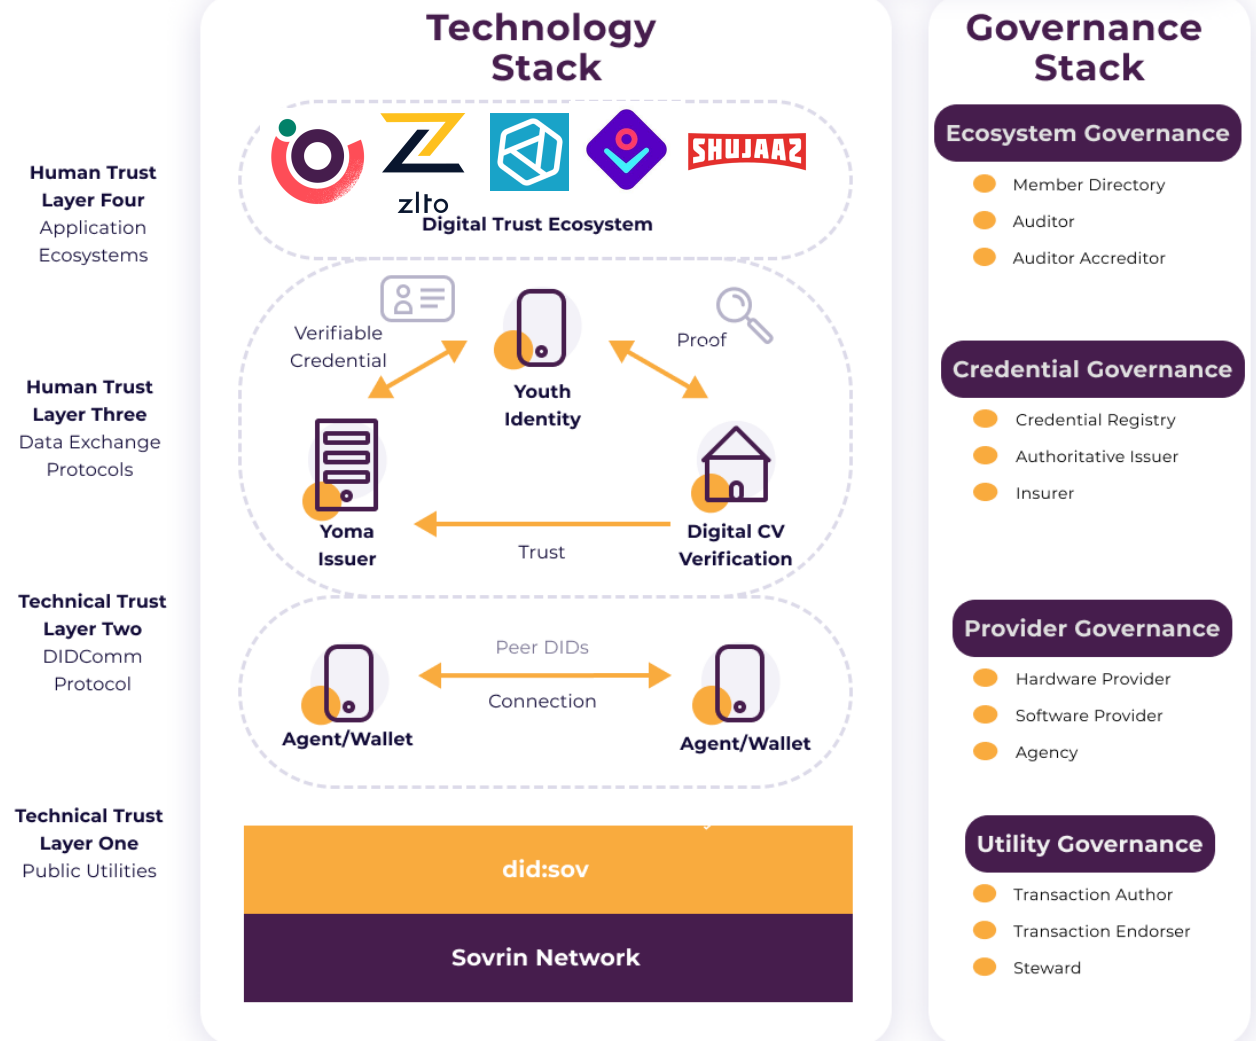 Technology
Stack
Governance
Stack
Human Trust
Layer Four
Application
Ecosystems
zlto
SHUJAAZ
Digital Trust Ecosystem
Ecosystem Governance
Member Directory
Auditor
Auditor Accreditor
Human Trust
Layer Three
Data Exchange
Protocols
Verifiable
Credential
Proof
Youth
Identity
Yoma
Issuer
Trust
Digital CV
Verification
Credential Governance
Credential Registry
Authoritative Issuer
Insurer
Technical Trust
Layer Two
DIDComm
Protocol
Peer DIDs
Connection
Agent/Wallet
Agent/Wallet
Provider Governance
Hardware Provider
Software Provider
Agency
Technical Trust
Layer One
Public Utilities
did:sov
Sovrin Network
Utility Governance
Transaction Author
Transaction Endorser
Steward